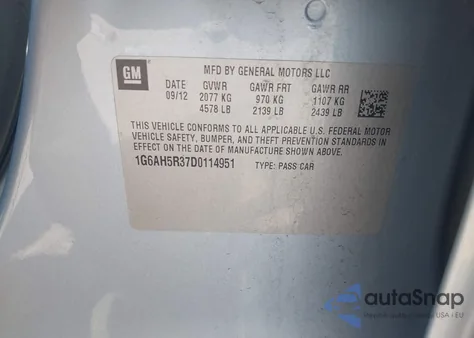 GM
MFD BY GENERAL MOTORS LLC
DATE GVWR GAWR FRT GAWR RR
09/12 2077 KG 970 KG 1107 KG
4578 LB 2139 LB 2439 LB
THIS VEHICLE CONFORMS TO ALL APPLICABLE U.S. FEDERAL MOTOR
VEHICLE SAFETY, BUMPER, AND THEFT PREVENTION STANDARDS IN
EFFECT ON THE DATE OF MANUFACTURE SHOWN ABOVE.
1G6AH5R37D0114951 TYPE: PASS CAR
autoSnap